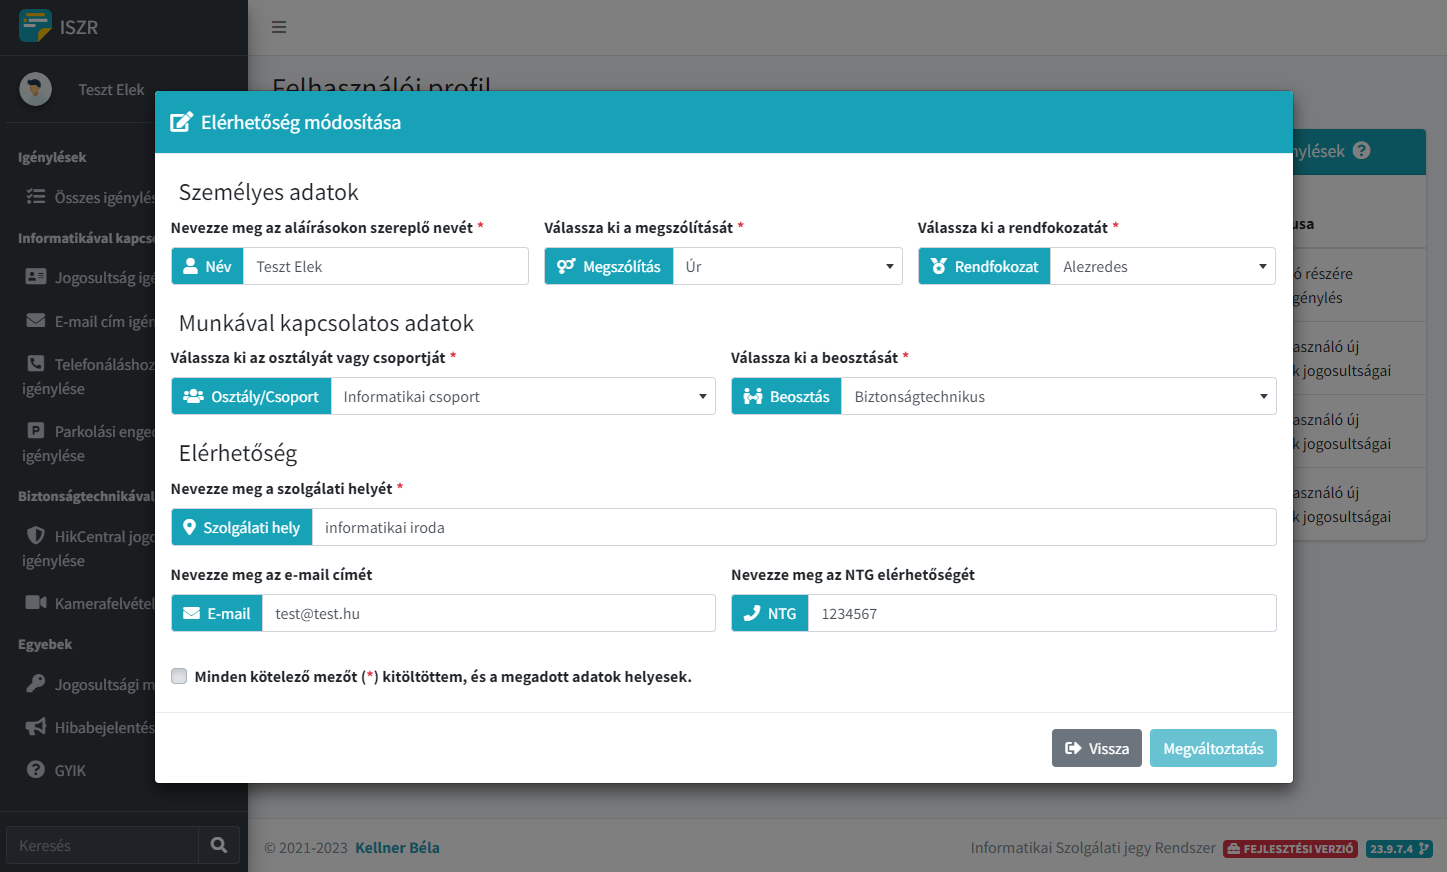 ISZR
Teszt Elek
Felhasználói profil
Elérhetőség módosítása
Személyes adatok
Nevezze meg az aláírásokon szereplő nevét *
Név
Teszt Elek
Válassza ki a megszólítását *
Megszólítás
Úr
Válassza ki a rendfokozatát *
Rendfokozat
Alezredes
Munkával kapcsolatos adatok
Válassza ki az osztályát vagy csoportját *
Osztály/Csoport
Informatikai csoport
Válassza ki a beosztását *
Beosztás
Biztonságtechnikus
Elérhetőség
Nevezze meg a szolgálati helyét *
Szolgálati hely
informatikai iroda
Nevezze meg az e-mail címét
E-mail
test@test.hu
Nevezze meg az NTG elérhetőségét
NTG
1234567
Minden kötelező mezőt (*) kitöltöttem, és a megadott adatok helyesek.
Vissza
Megváltoztatás
Igénylések
Összes igénylés
Informatikával kapcso
Jogosultság igé
E-mail cím igén
Telefonáláshoz
igénylése
Parkolási enged
igénylése
Biztonságtechnikával
HikCentral jogo
igénylése
Kamerafelvétel
Egyebek
Jogosultsági m
Hibabejelentés
GYIK
Keresés
nylések
usa
ó részére
génylés
asználó új
k jogosultságai
asználó új
k jogosultságai
asználó új
k jogosultságai
© 2021-2023 Kellner Béla
Informatikai Szolgálati jegy Rendszer
FEJLESZTÉSI VERZIÓ
23.9.7.4